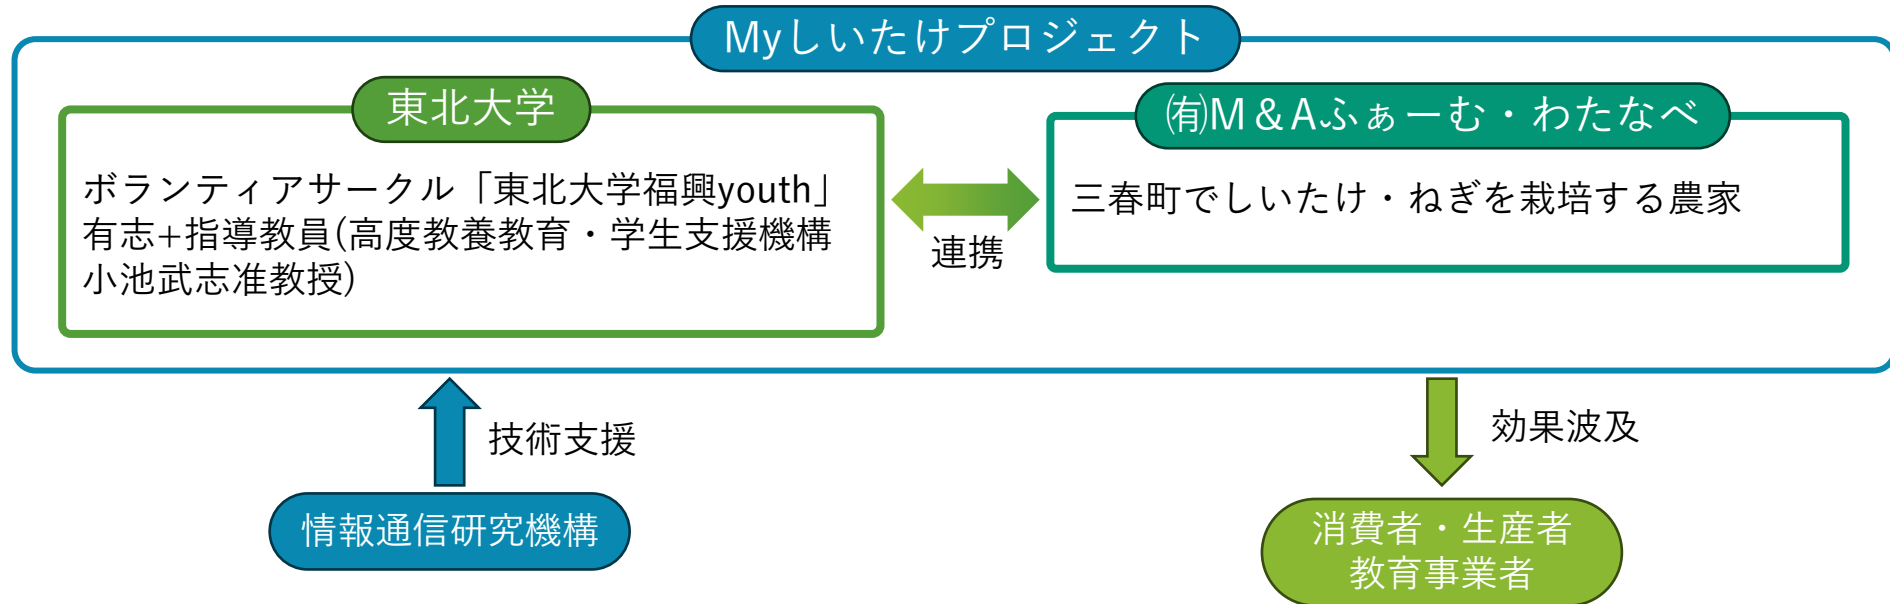 Myしいたけプロジェクト
東北大学
ボランティアサークル「東北大学福興youth」
有志+指導教員(高度教養教育・学生支援機構
小池武志准教授)
連携
㈲M＆Aふぁーむ・わたなべ
三春町でしいたけ・ねぎを栽培する農家
技術支援
情報通信研究機構
効果波及
消費者・生産者
教育事業者